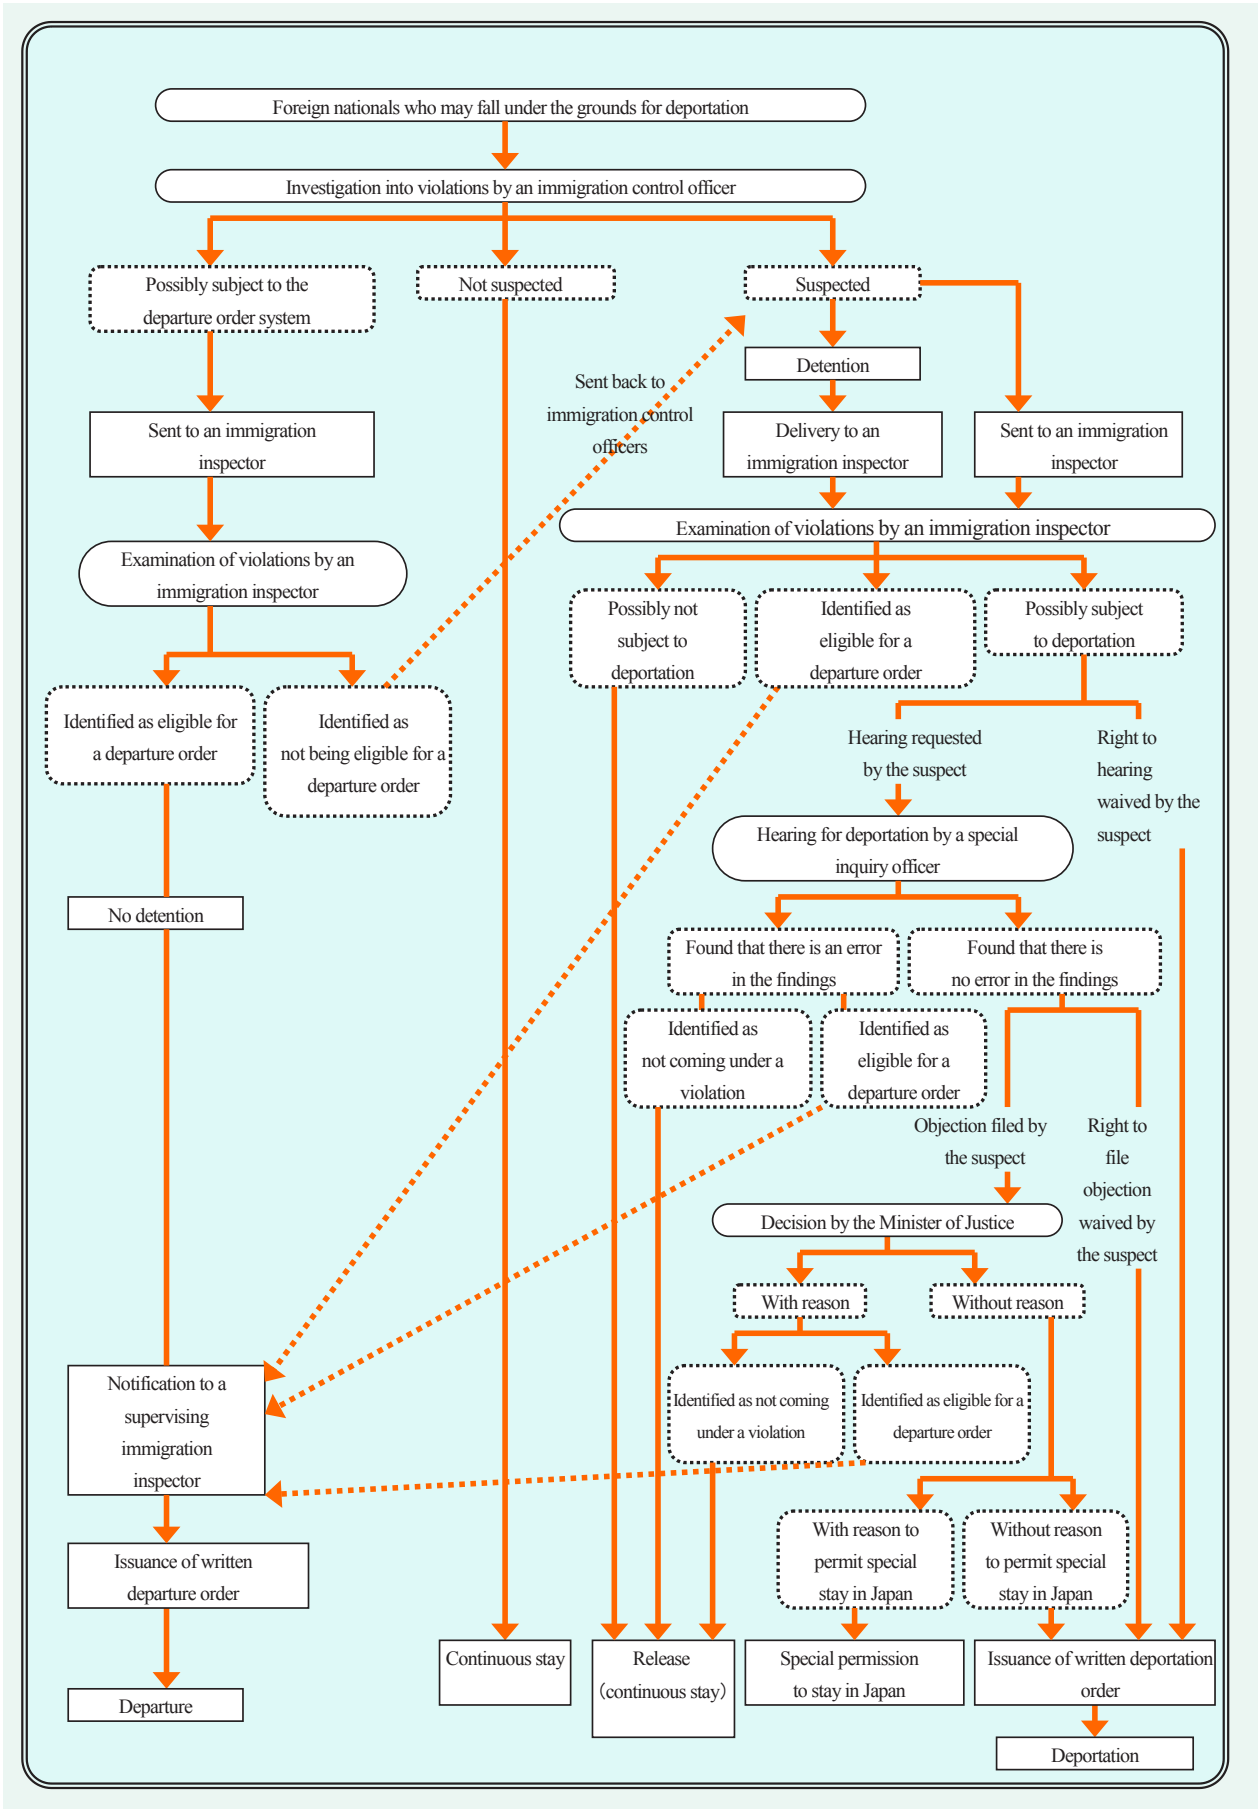 Foreign nationals who may fall under the grounds for deportation
Investigation into violations by an immigration control officer
Possibly subject to the
departure order system
Not suspected
Suspected
Detention
Sent back to
immigration control
officers
Sent to an immigration
inspector
Delivery to an
immigration inspector
Sent to an immigration
inspector
Examination of violations by an immigration inspector
Examination of violations by an
immigration inspector
Possibly not
subject to
deportation
Identified as
eligible for a
departure order
Possibly subject
to deportation
Identified as eligible for
a departure order
Identified as
not being eligible for a
departure order
Hearing requested
by the suspect
Right to
hearing
waived by the
suspect
Hearing for deportation by a special
inquiry officer
No detention
Found that there is an error
in the findings
Found that there is
no error in the findings
Identified as
not coming under a
violation
Identified as
eligible for a
departure order
Objection filed by
the suspect
Right to
file
objection
waived by
the suspect
Decision by the Minister of Justice
With reason
Without reason
Notification to a
supervising
immigration
inspector
Identified as not coming
under a violation
Identified as eligible for a
departure order
With reason to
permit special
stay in Japan
Without reason
to permit special
stay in Japan
Issuance of written
departure order
Departure
Continuous stay
Release
(continuous stay)
Special permission
to stay in Japan
Issuance of written deportation
order
Deportation